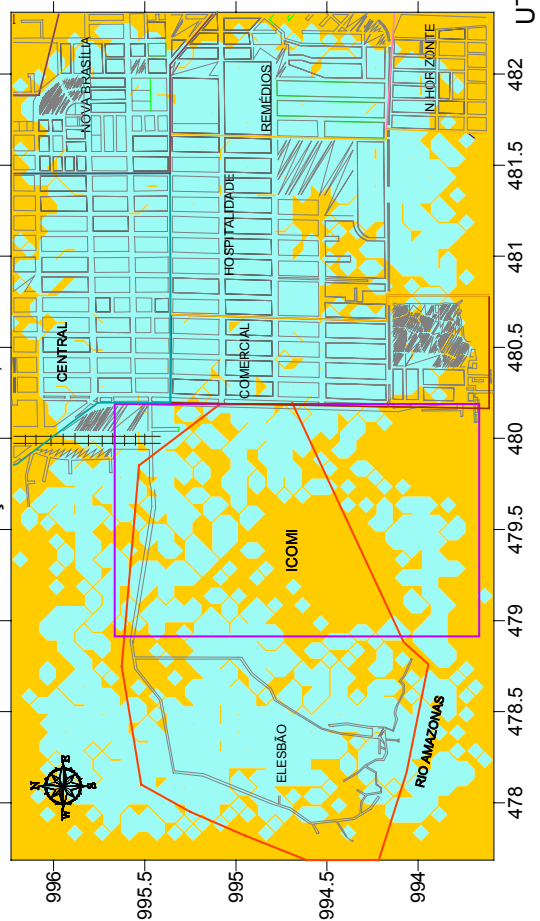 N
W
E
S
996
995.5
995
994.5
994
CENTRAL
NOVA BRASÍLIA
HOSPITALIDADE
COMERCIAL
REMÉDIOS
ELESBÃO
ICOMI
N.HORIZONTE
RIO AMAZONAS
478
478.5
479
479.5
480
480.5
481
481.5
482